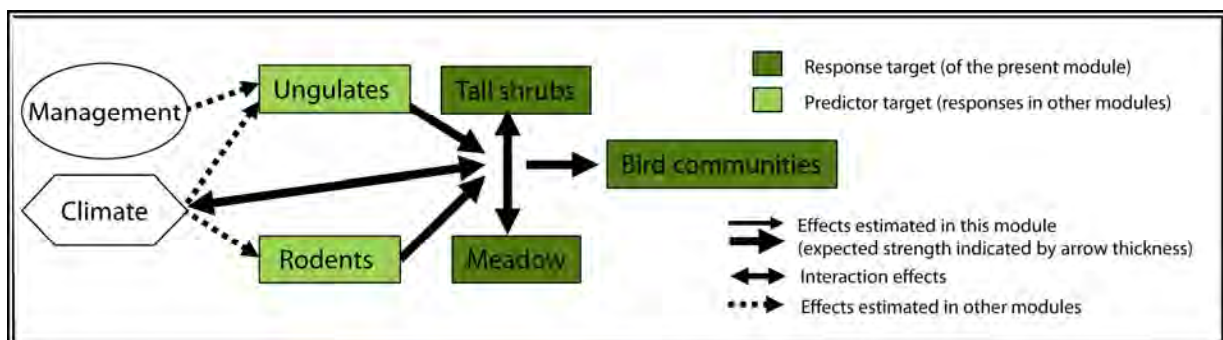 Management
Climate
Ungulates
Rodents
Tall shrubs
Meadow
Bird communities
Response target (of the present module)
Predictor target (responses in other modules)
Effects estimated in this module
(expected strength indicated by arrow thickness)
Interaction effects
Effects estimated in other modules